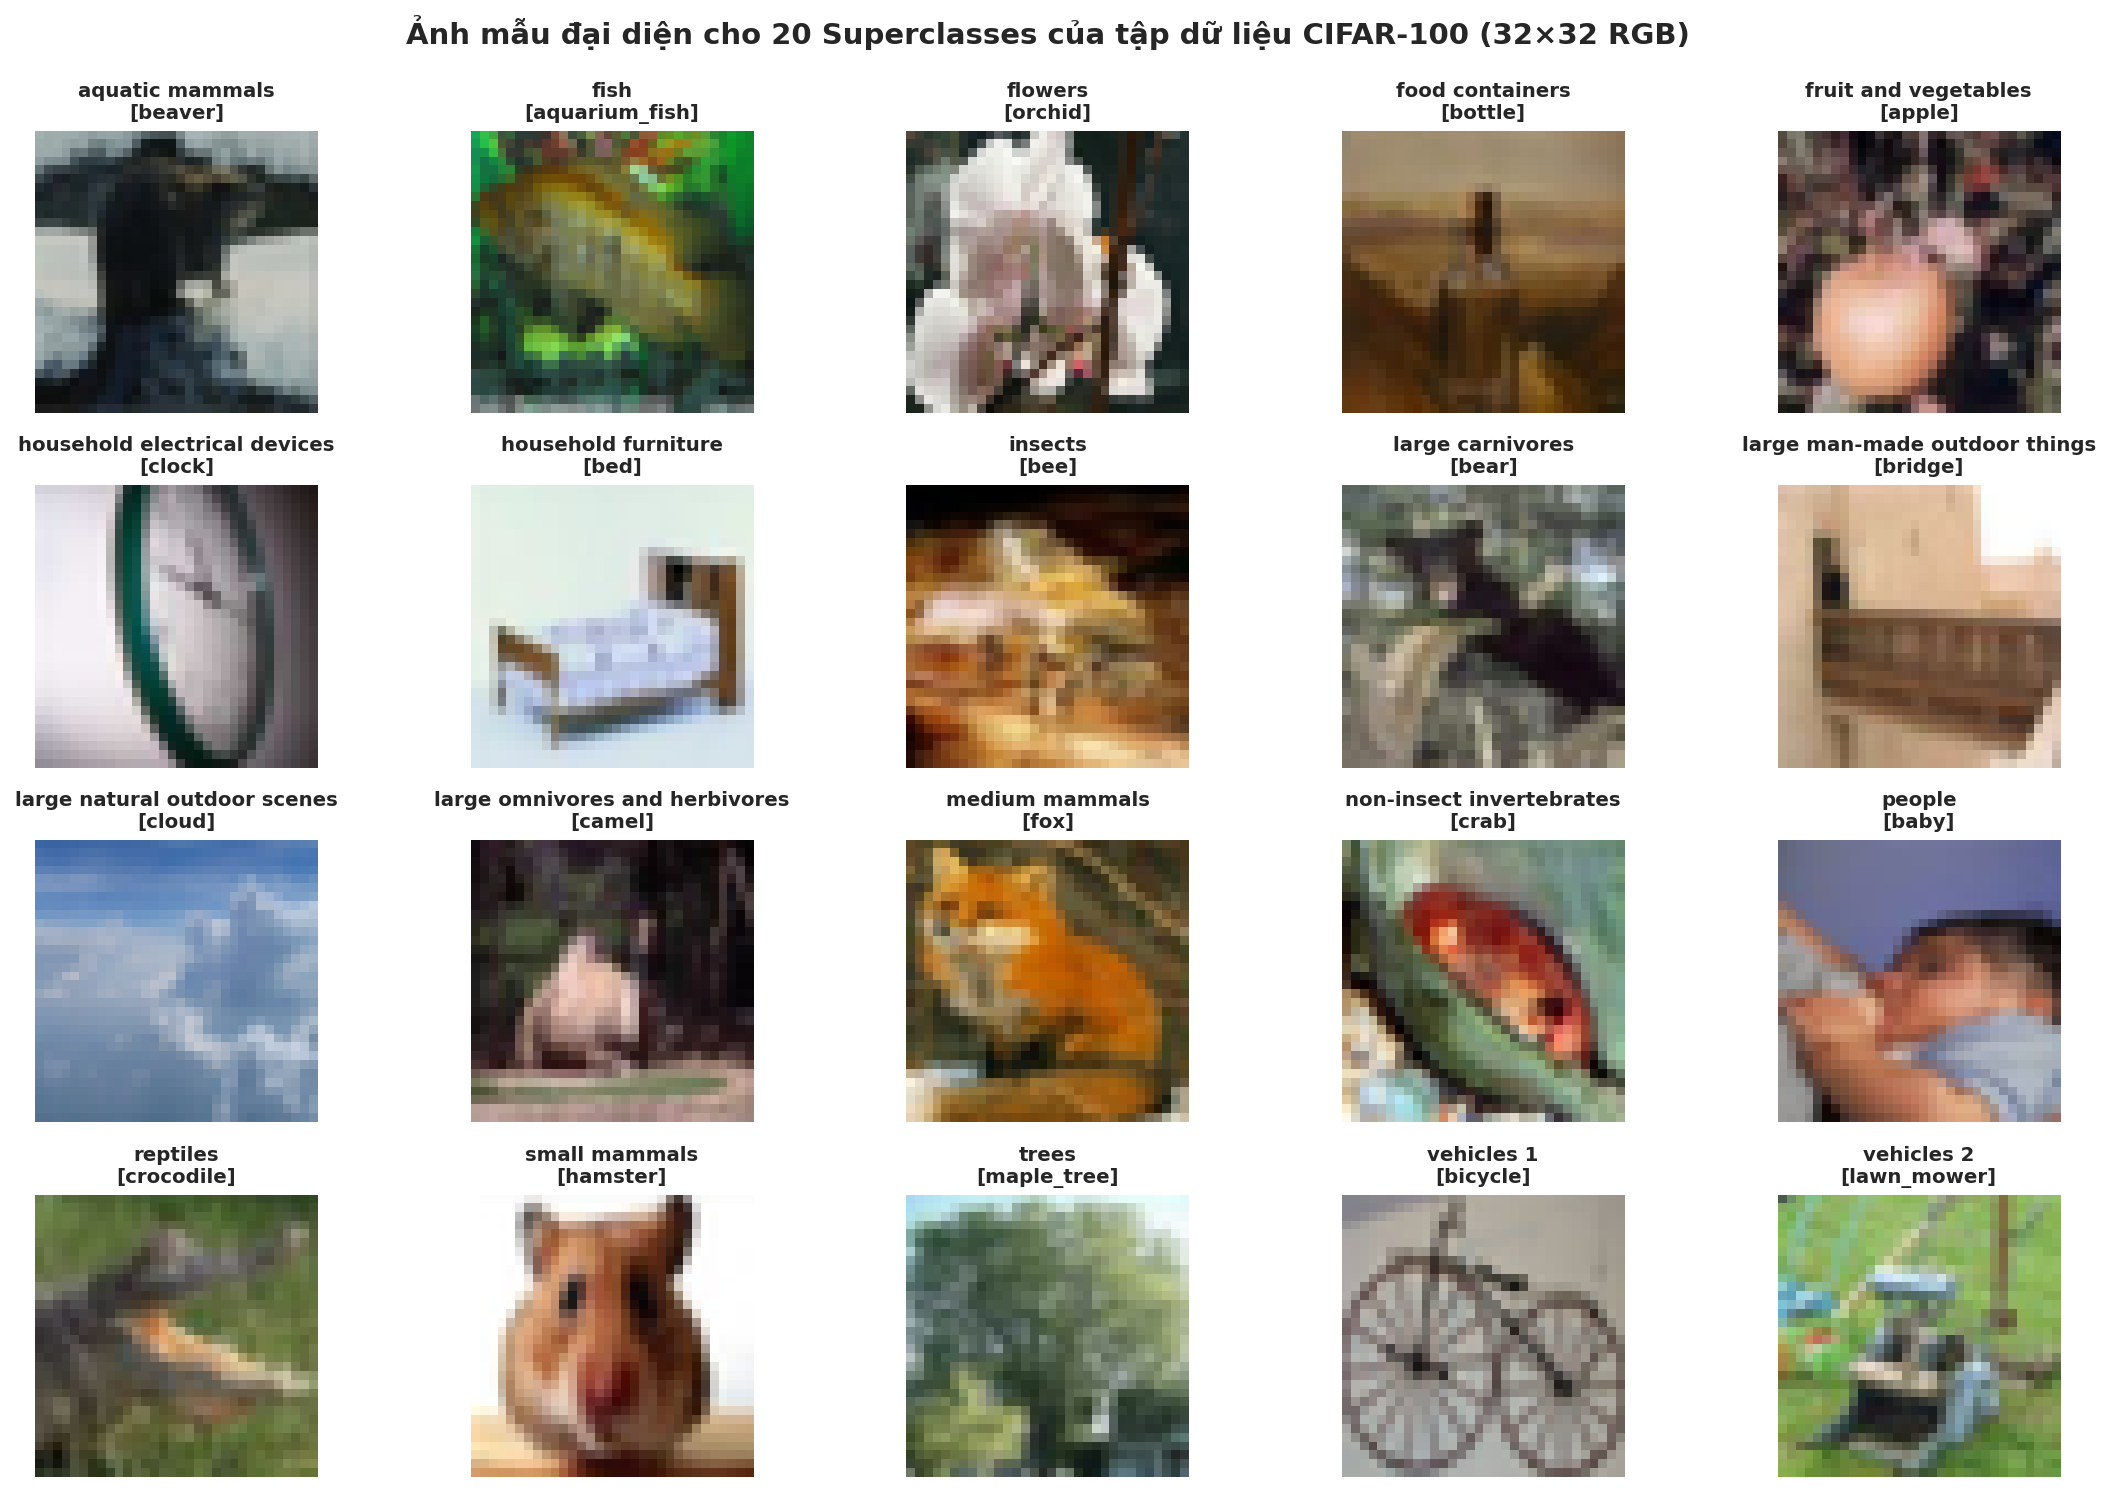 Ảnh mẫu đại diện cho 20 Superclasses của tập dữ liệu CIFAR-100 (32×32 RGB)
aquatic mammals
[beaver]
fish
[aquarium_fish]
flowers
[orchid]
food containers
[bottle]
fruit and vegetables
[apple]
household electrical devices
[clock]
household furniture
[bed]
insects
[bee]
large carnivores
[bear]
large man-made outdoor things
[bridge]
large natural outdoor scenes
[cloud]
large omnivores and herbivores
[camel]
medium mammals
[fox]
non-insect invertebrates
[crab]
people
[baby]
reptiles
[crocodile]
small mammals
[hamster]
trees
[maple_tree]
vehicles 1
[bicycle]
vehicles 2
[lawn_mower]